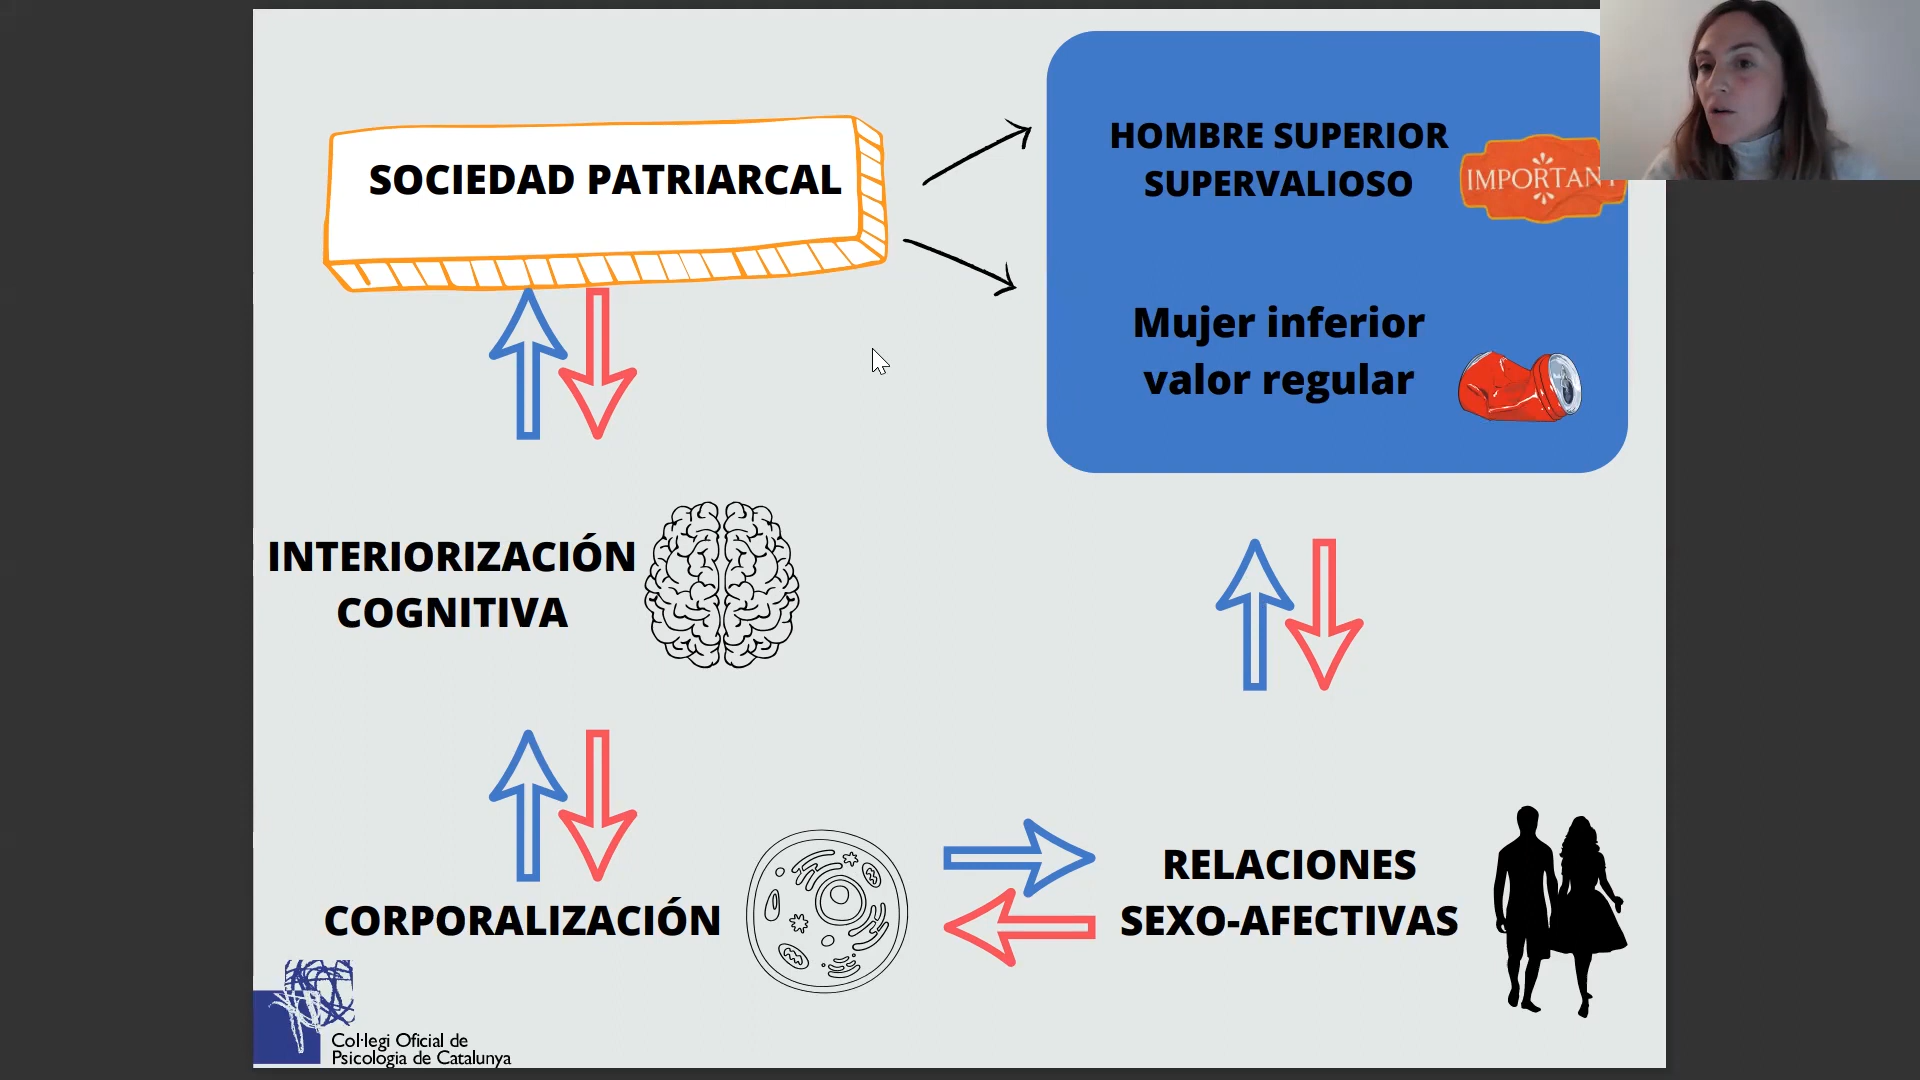 SOCIEDAD PATRIARCAL
HOMBRE SUPERIOR
SUPERVALIOSO
IMPORTANT
Mujer inferior
valor regular
INTERIORIZACIÓN
COGNITIVA
CORPORALIZACIÓN
RELACIONES
SEXO-AFECTIVAS
Col·legi Oficial de
Psicologia de Catalunya